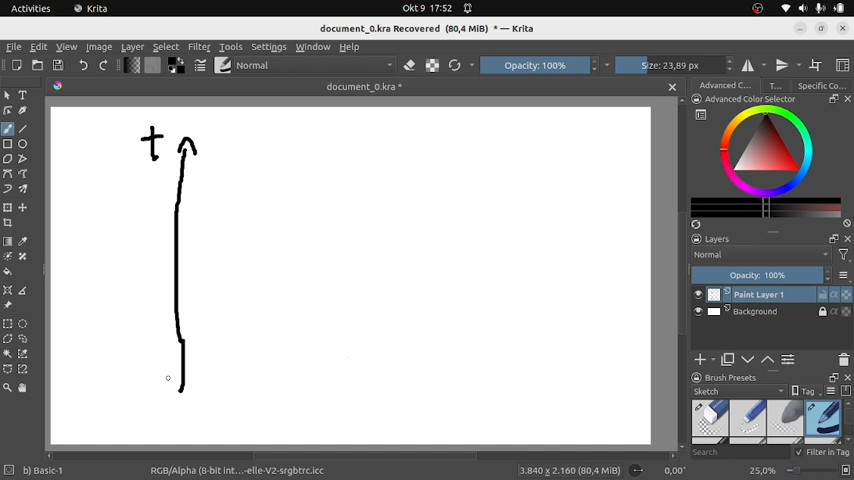 Activities Krita Okt 9 17:52
document_0.kra Recovered (80,4 MiB) * — Krita
File Edit View Image Layer Select Filter Tools Settings Window Help
Normal Opacity: 100% Size: 23,89 px
document_0.kra *
Advanced C... T... Specific Co...
Advanced Color Selector
t
Layers
Normal
Opacity: 100%
Paint Layer 1
Background
Brush Presets
Sketch Tag
Search Filter in Tag
b) Basic-1 RGB/Alpha (8-bit int...-elle-V2-srgbtrc.icc 3.840 x 2.160 (80,4 MiB) 0,00° 25,0%